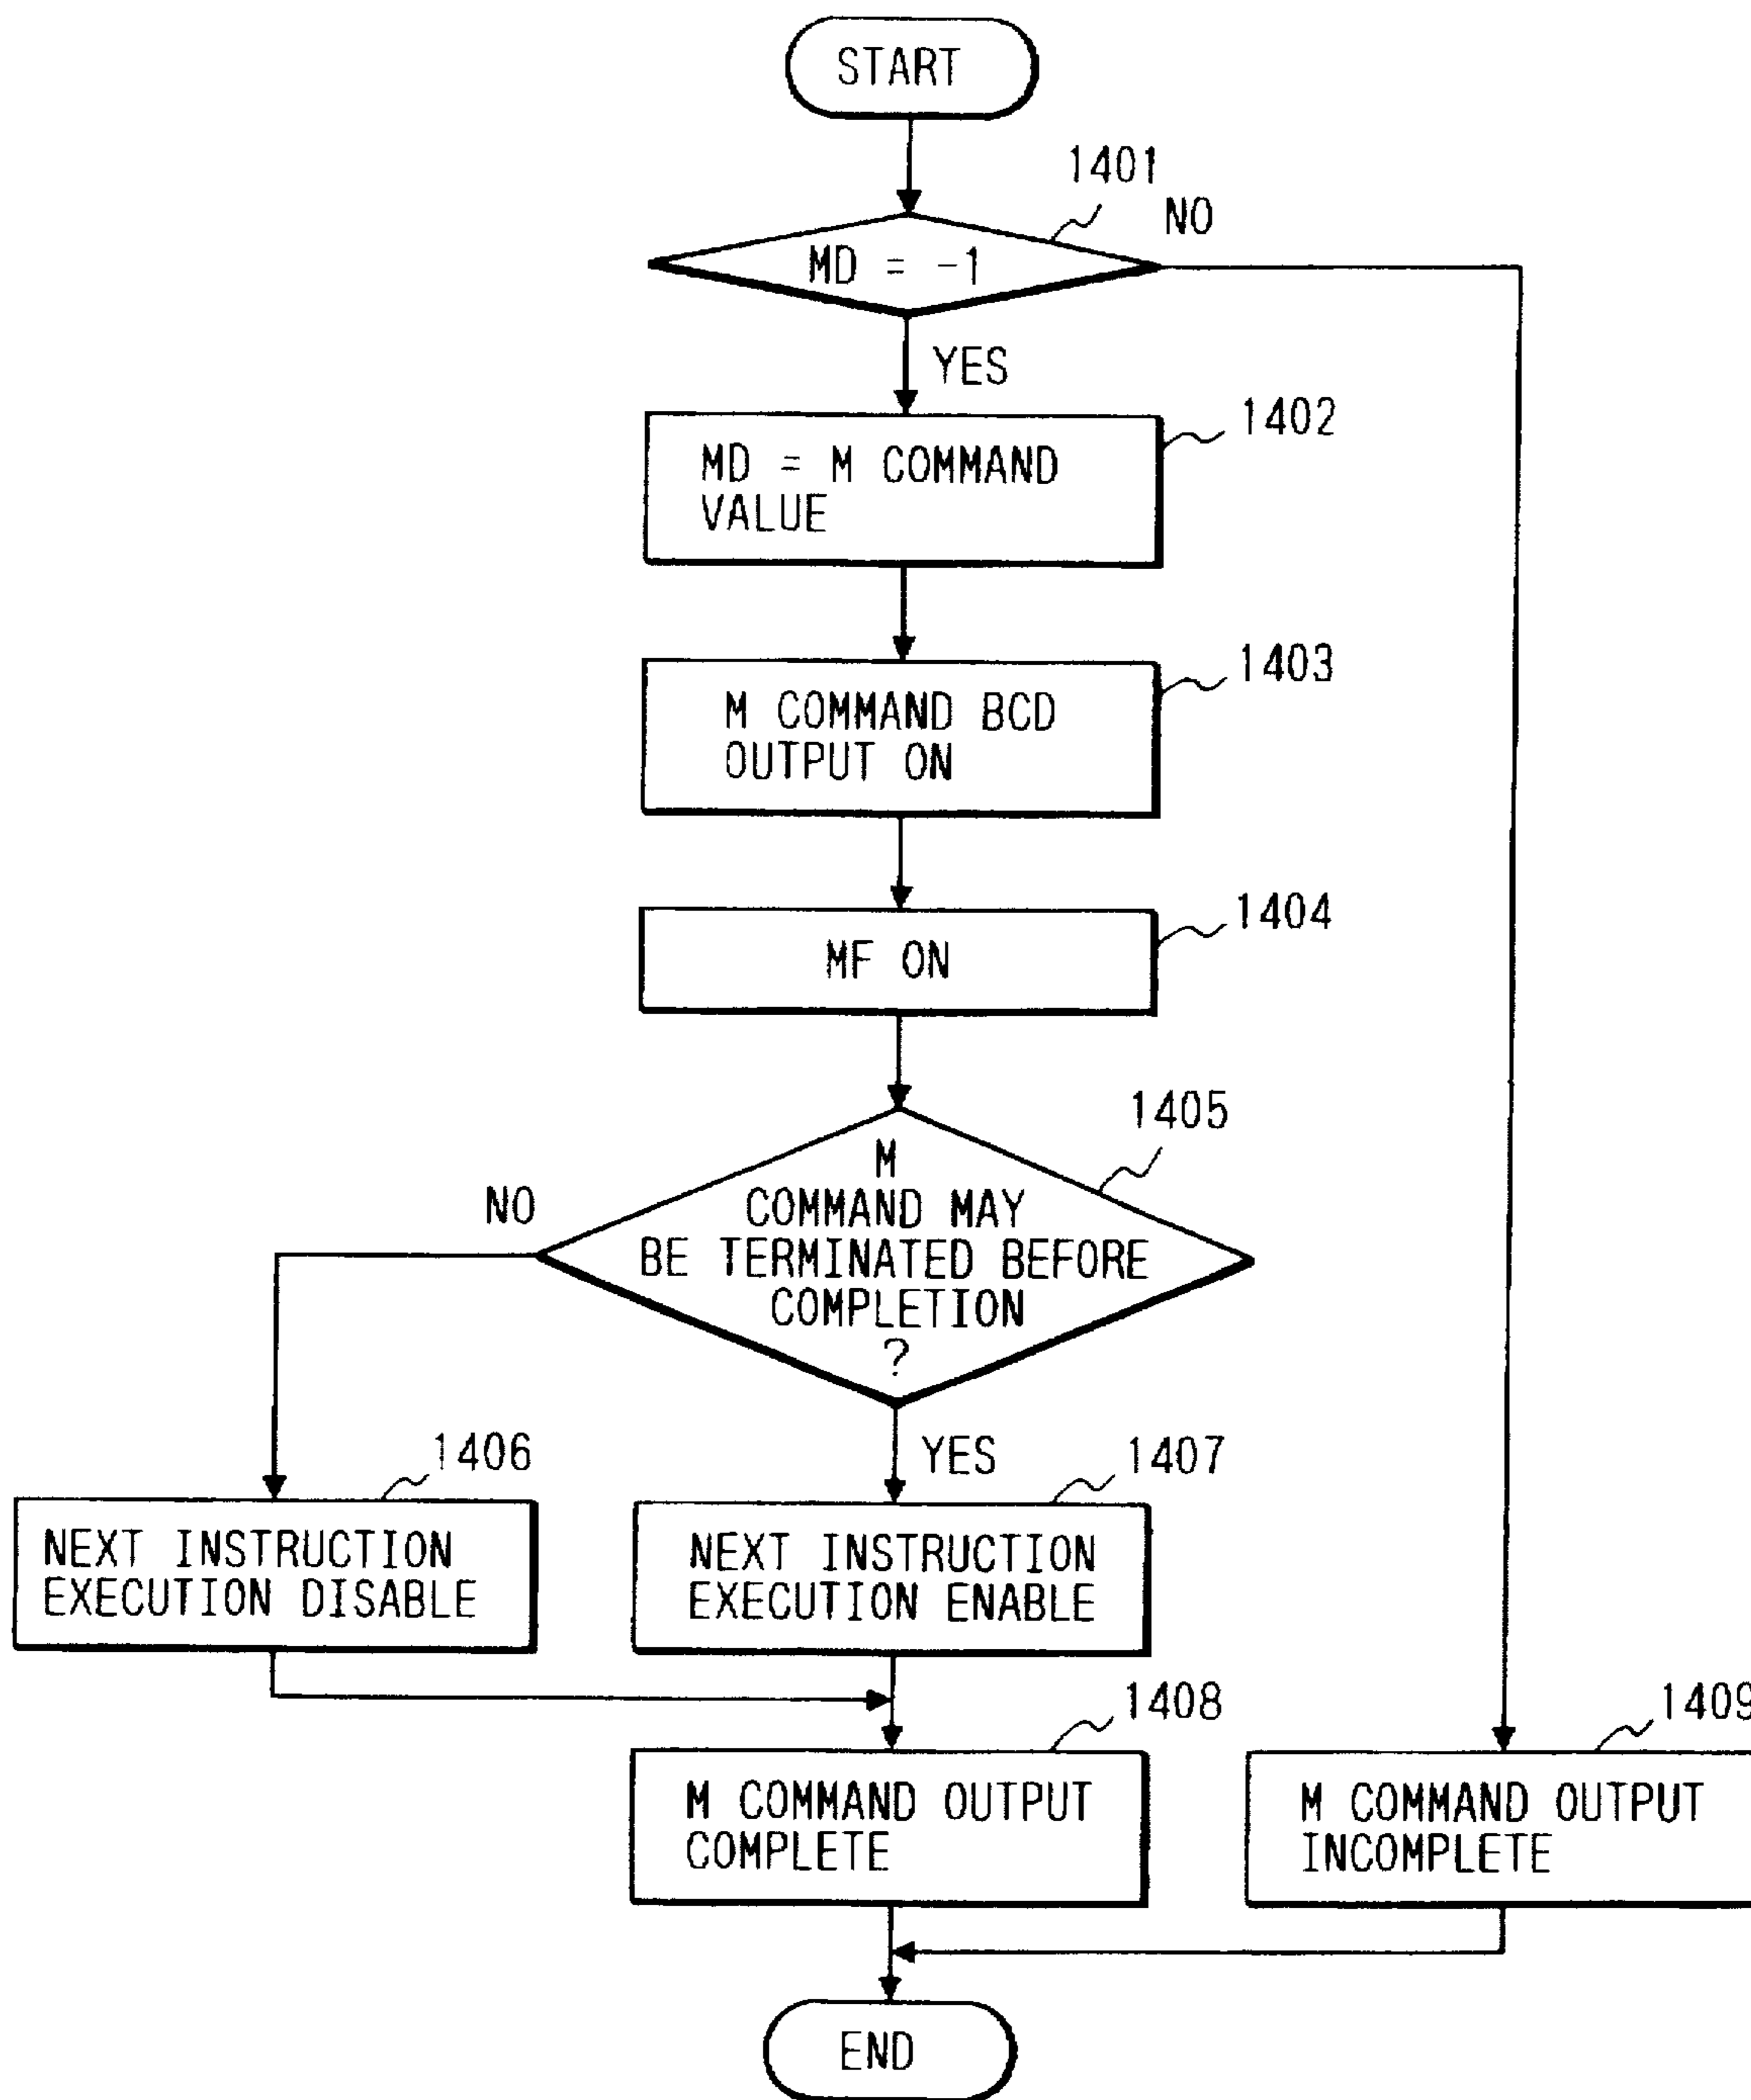 START
1401
NO
MD = -1
YES
1402
MD = M COMMAND
VALUE
1403
M COMMAND BCD
OUTPUT ON
1404
MF ON
1405
M
COMMAND MAY
BE TERMINATED BEFORE
COMPLETION
?
NO
YES
1406
NEXT INSTRUCTION
EXECUTION DISABLE
1407
NEXT INSTRUCTION
EXECUTION ENABLE
1408
M COMMAND OUTPUT
COMPLETE
1409
M COMMAND OUTPUT
INCOMPLETE
END